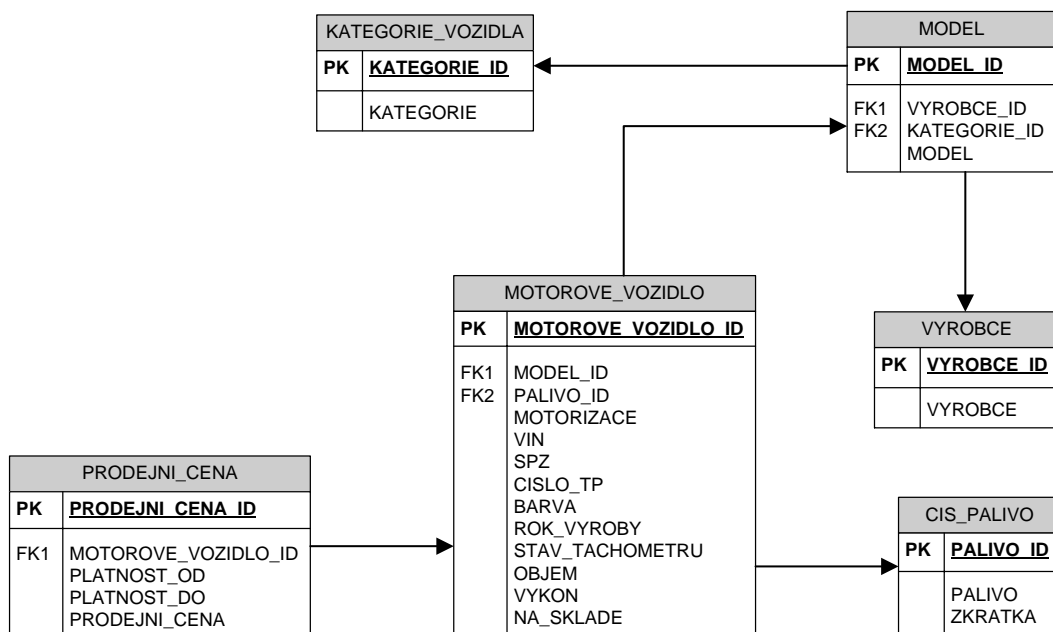 KATEGORIE_VOZIDLA
PK KATEGORIE_ID
KATEGORIE
MODEL
PK MODEL_ID
FK1 VYROBCE_ID
FK2 KATEGORIE_ID
MODEL
MOTOROVE_VOZIDLO
PK MOTOROVE_VOZIDLO_ID
FK1 MODEL_ID
FK2 PALIVO_ID
MOTORIZACE
VIN
SPZ
CISLO_TP
BARVA
ROK_VYROBY
STAV_TACHOMETRU
OBJEM
VYKON
NA_SKLADE
VYROBCE
PK VYROBCE_ID
VYROBCE
PRODEJNI_CENA
PK PRODEJNI_CENA_ID
FK1 MOTOROVE_VOZIDLO_ID
PLATNOST_OD
PLATNOST_DO
PRODEJNI_CENA
CIS_PALIVO
PK PALIVO_ID
PALIVO
ZKRATKA